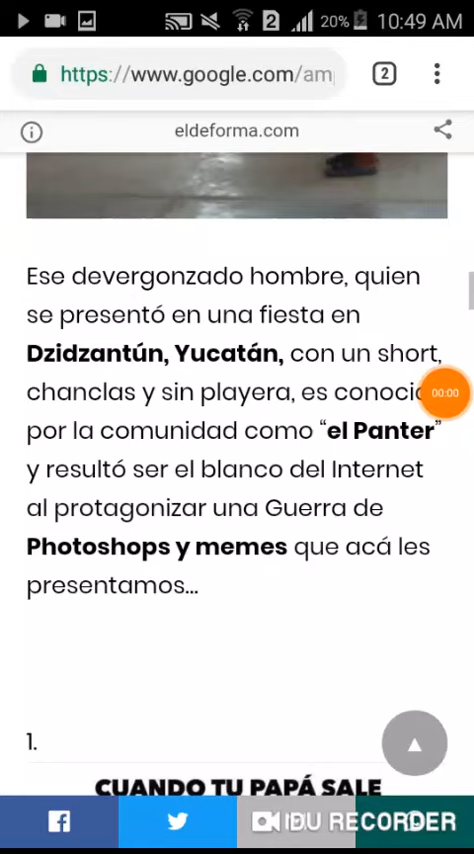 20% 10:49 AM
https://www.google.com/am
2
eldeforma.com
Ese devergonzado hombre, quien
se presentó en una fiesta en
Dzidzantún, Yucatán, con un short,
chanclas y sin playera, es conoci
00:00
por la comunidad como “el Panter”
y resultó ser el blanco del Internet
al protagonizar una Guerra de
Photoshops y memes que acá les
presentamos...
1.
CUANDO TU PAPÁ SALE
DU RECORDER